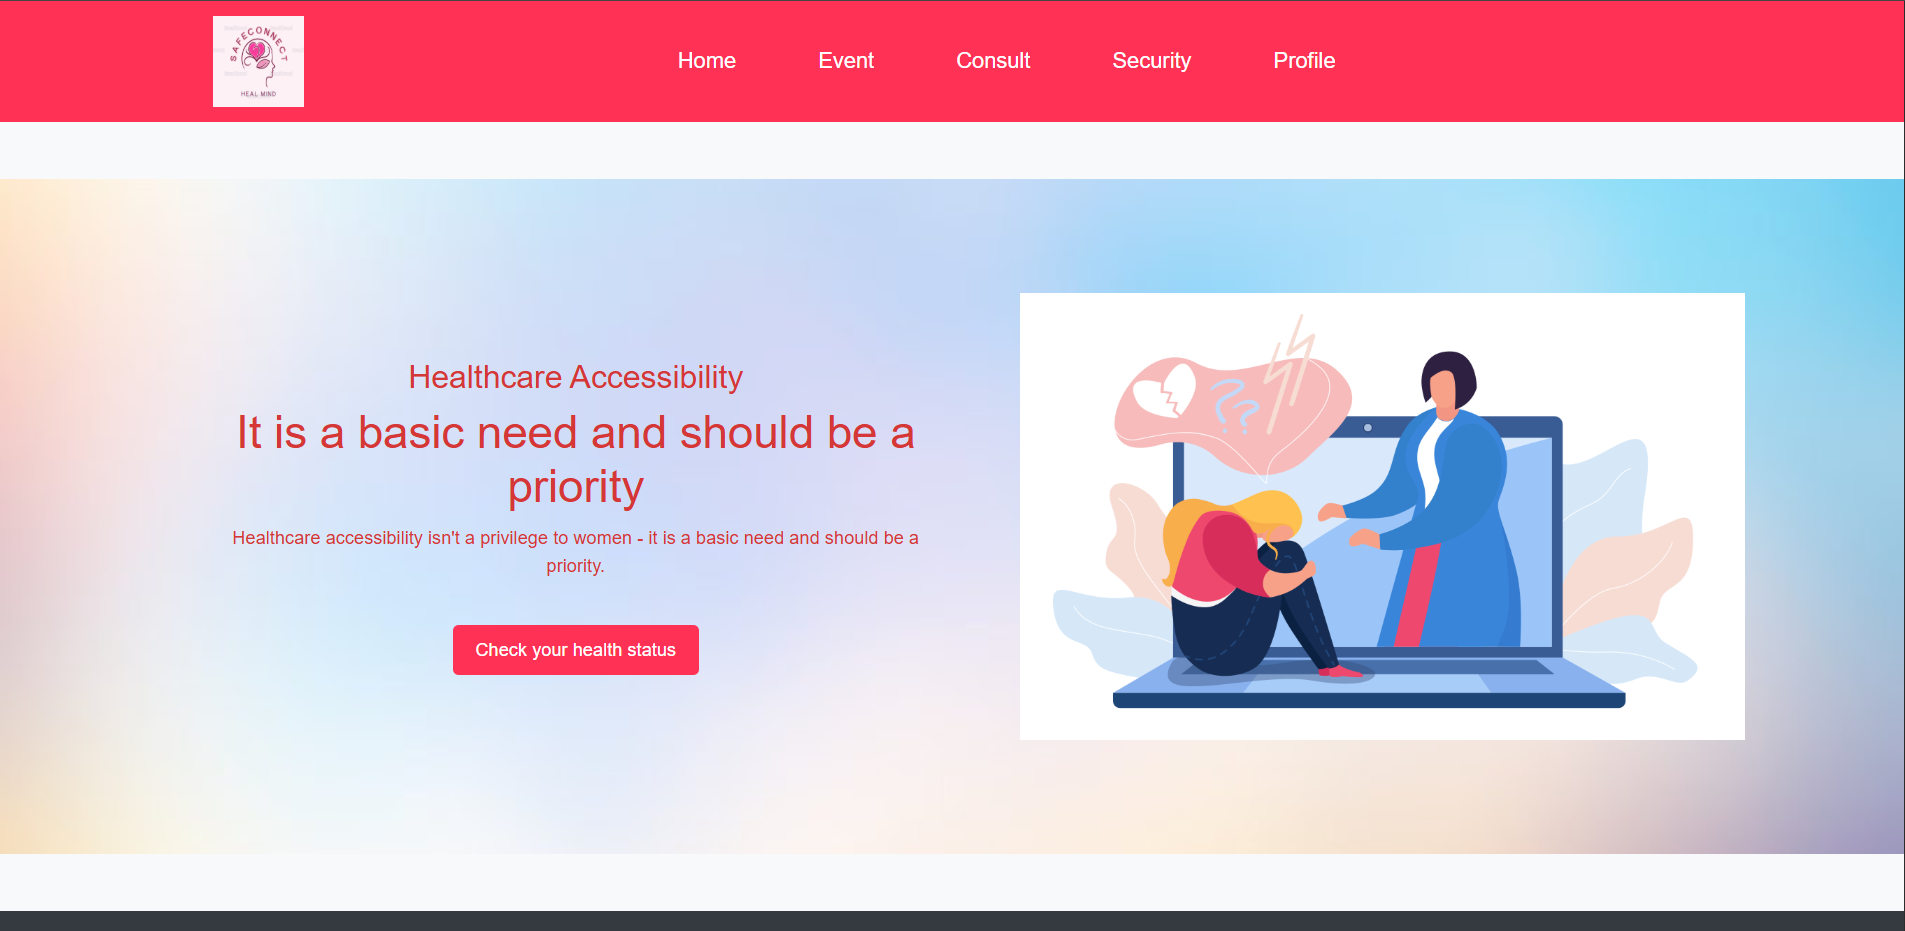 SAFECONNECT
HEAL MIND
Home Event Consult Security Profile
Healthcare Accessibility
It is a basic need and should be a
priority
Healthcare accessibility isn't a privilege to women - it is a basic need and should be a
priority.
Check your health status